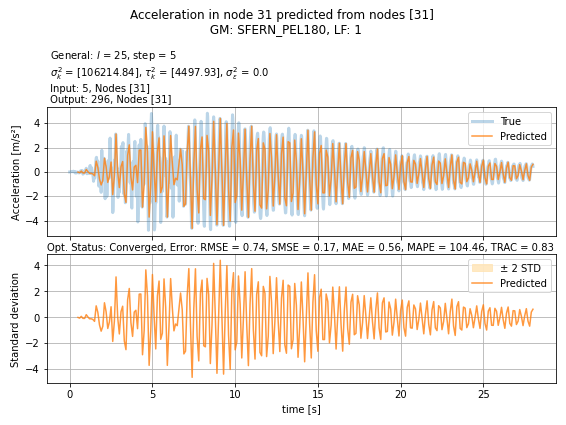 Acceleration in node 31 predicted from nodes [31]
GM: SFERN_PEL180, LF: 1
General: l = 25, step = 5
σ²ₖ = [106214.84], τ²ₖ = [4497.93], σ²ₑ = 0.0
Input: 5, Nodes [31]
Output: 296, Nodes [31]
Acceleration [m/s²]
4
2
0
−2
−4
True
Predicted
Opt. Status: Converged, Error: RMSE = 0.74, SMSE = 0.17, MAE = 0.56, MAPE = 104.46, TRAC = 0.83
Standard deviation
4
2
0
−2
−4
± 2 STD
Predicted
0 5 10 15 20 25
time [s]